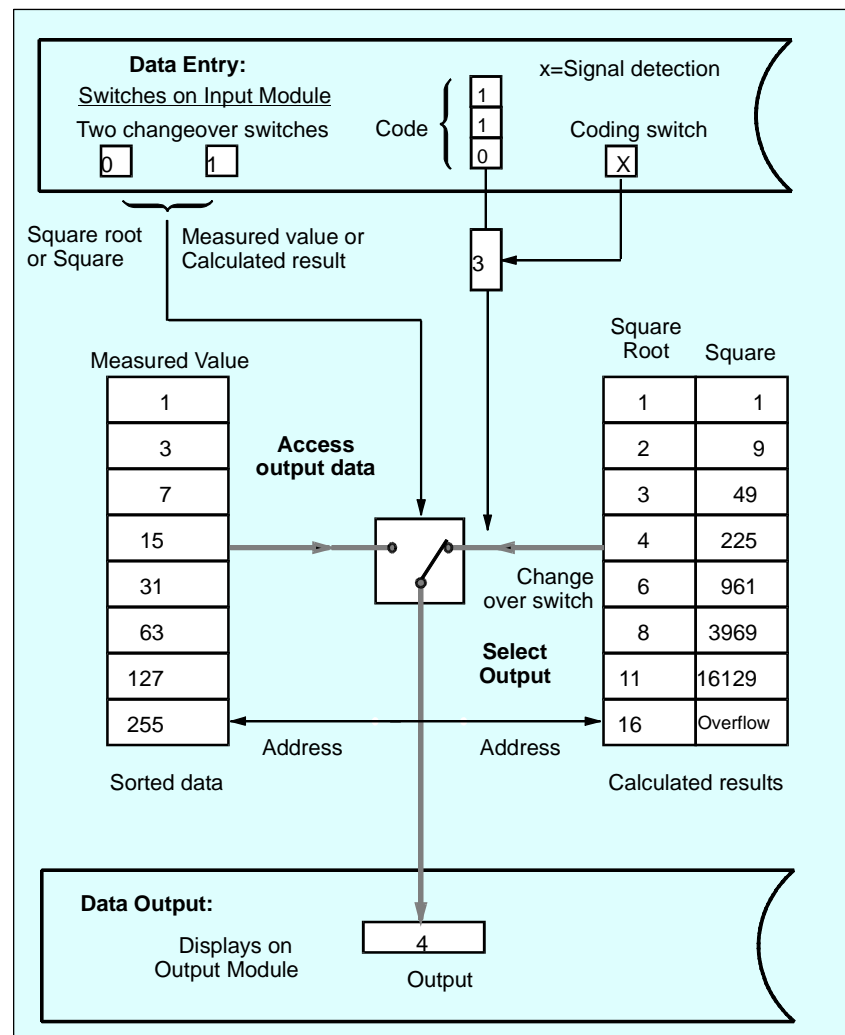 Data Entry:
x=Signal detection
Switches on Input Module
Two changeover switches
0
1
Code
1
1
0
Coding switch
X
Square root
or Square
Measured value or
Calculated result
3
Measured Value
1
3
7
15
31
63
127
255
Sorted data
Access
output data
Change
over switch
Select
Output
Address
Address
Square
Root
Square
1 1
2 9
3 49
4 225
6 961
8 3969
11 16129
16 Overflow
Calculated results
Data Output:
Displays on
Output Module
4
Output